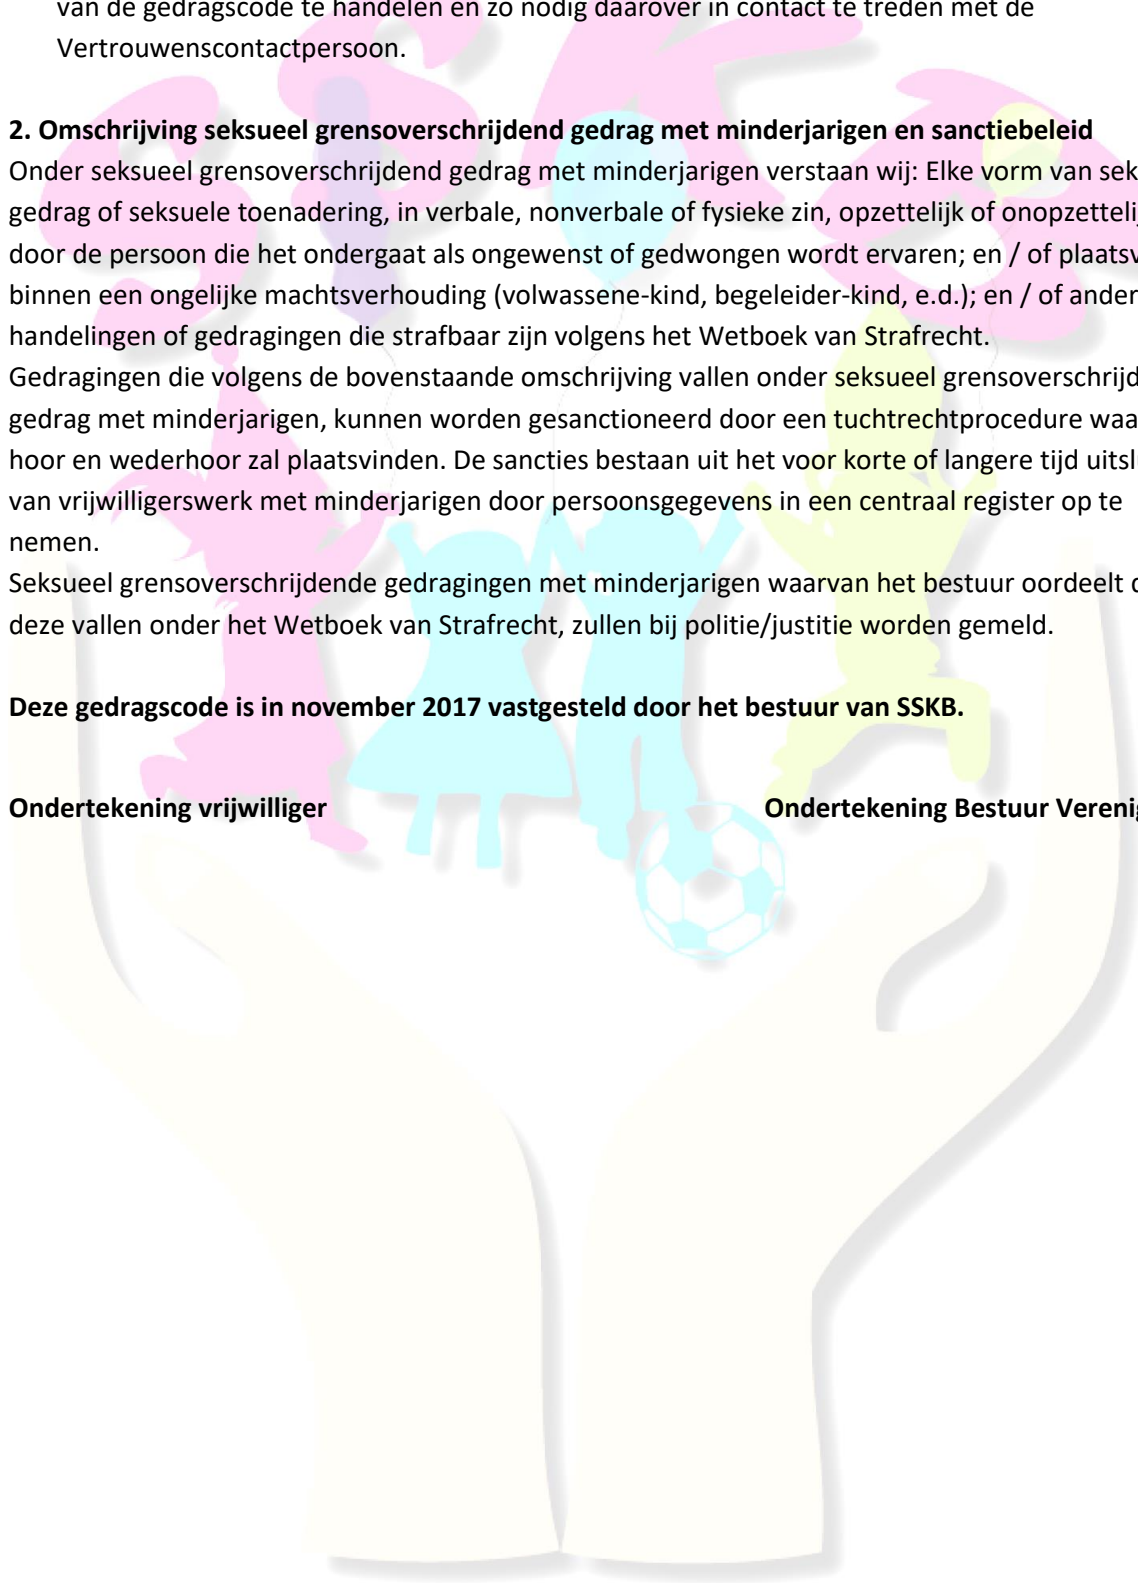 van de gedragscode te handelen en zo nodig daarover in contact te treden met de
Vertrouwenscontactpersoon.
2. Omschrijving seksueel grensoverschrijdend gedrag met minderjarigen en sanctiebeleid
Onder seksueel grensoverschrijdend gedrag met minderjarigen verstaan wij: Elke vorm van sek
gedrag of seksuele toenadering, in verbale, nonverbale of fysieke zin, opzettelijk of onopzettelij
door de persoon die het ondergaat als ongewenst of gedwongen wordt ervaren; en / of plaatsv
binnen een ongelijke machtsverhouding (volwassene-kind, begeleider-kind, e.d.); en / of ander
handelingen of gedragingen die strafbaar zijn volgens het Wetboek van Strafrecht.
Gedragingen die volgens de bovenstaande omschrijving vallen onder seksueel grensoverschrijd
gedrag met minderjarigen, kunnen worden gesanctioneerd door een tuchtrechtprocedure waa
hoor en wederhoor zal plaatsvinden. De sancties bestaan uit het voor korte of langere tijd uitsl
van vrijwilligerswerk met minderjarigen door persoonsgegevens in een centraal register op te
nemen.
Seksueel grensoverschrijdende gedragingen met minderjarigen waarvan het bestuur oordeelt d
deze vallen onder het Wetboek van Strafrecht, zullen bij politie/justitie worden gemeld.
Deze gedragscode is in november 2017 vastgesteld door het bestuur van SSKB.
Ondertekening vrijwilliger Ondertekening Bestuur Verenig
SSKB